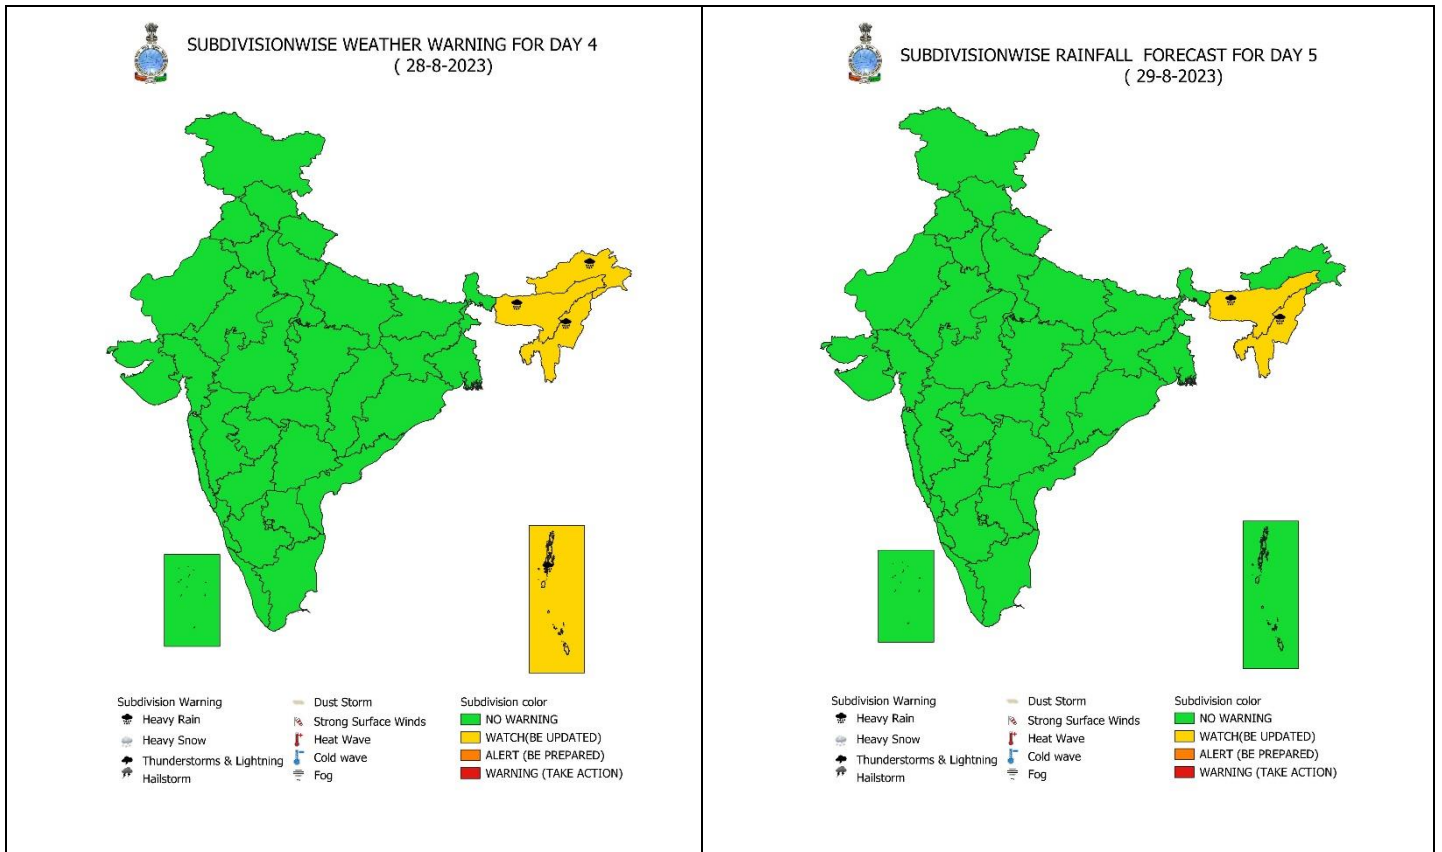 SUBDIVISIONWISE WEATHER WARNING FOR DAY 4
( 28-8-2023)
Subdivision Warning
Heavy Rain
Heavy Snow
Thunderstorms & Lightning
Hailstorm
Dust Storm
Strong Surface Winds
Heat Wave
Cold wave
Fog
Subdivision color
NO WARNING
WATCH(BE UPDATED)
ALERT (BE PREPARED)
WARNING (TAKE ACTION)
SUBDIVISIONWISE RAINFALL FORECAST FOR DAY 5
( 29-8-2023)
Subdivision Warning
Heavy Rain
Heavy Snow
Thunderstorms & Lightning
Hailstorm
Dust Storm
Strong Surface Winds
Heat Wave
Cold wave
Fog
Subdivision color
NO WARNING
WATCH(BE UPDATED)
ALERT (BE PREPARED)
WARNING (TAKE ACTION)